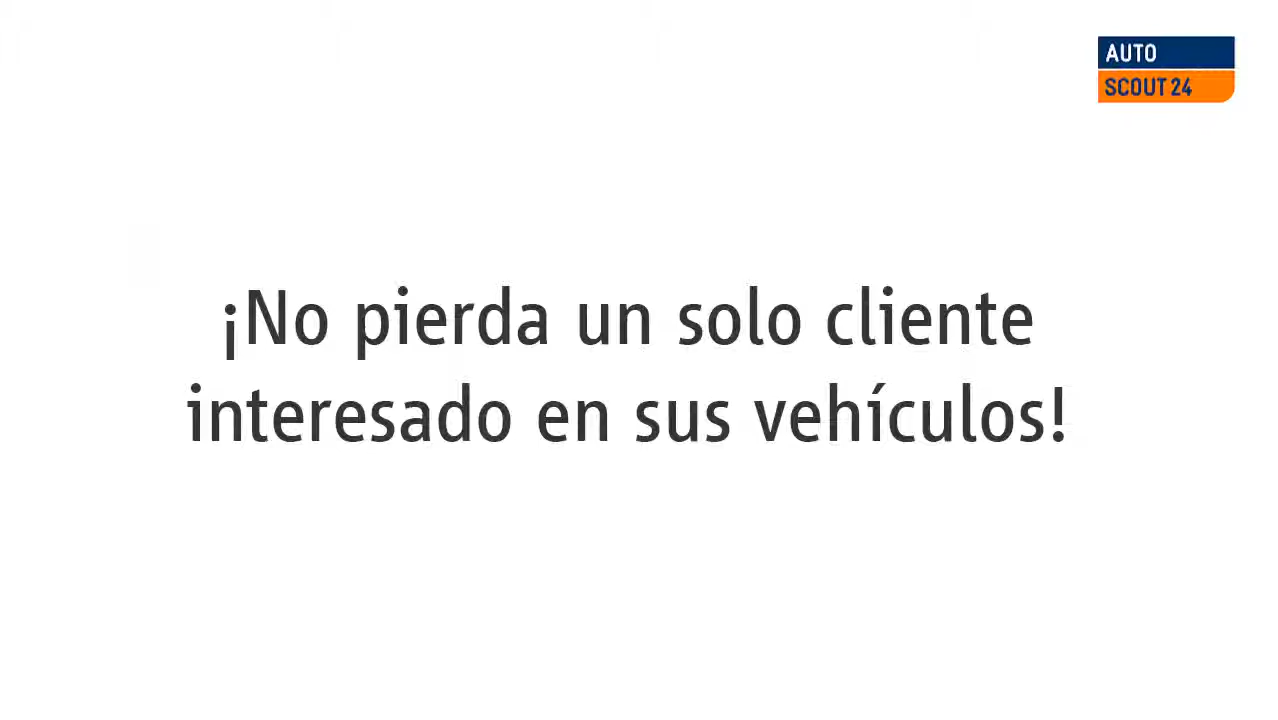 AUTO
SCOUT 24
¡No pierda un solo cliente
interesado en sus vehículos!